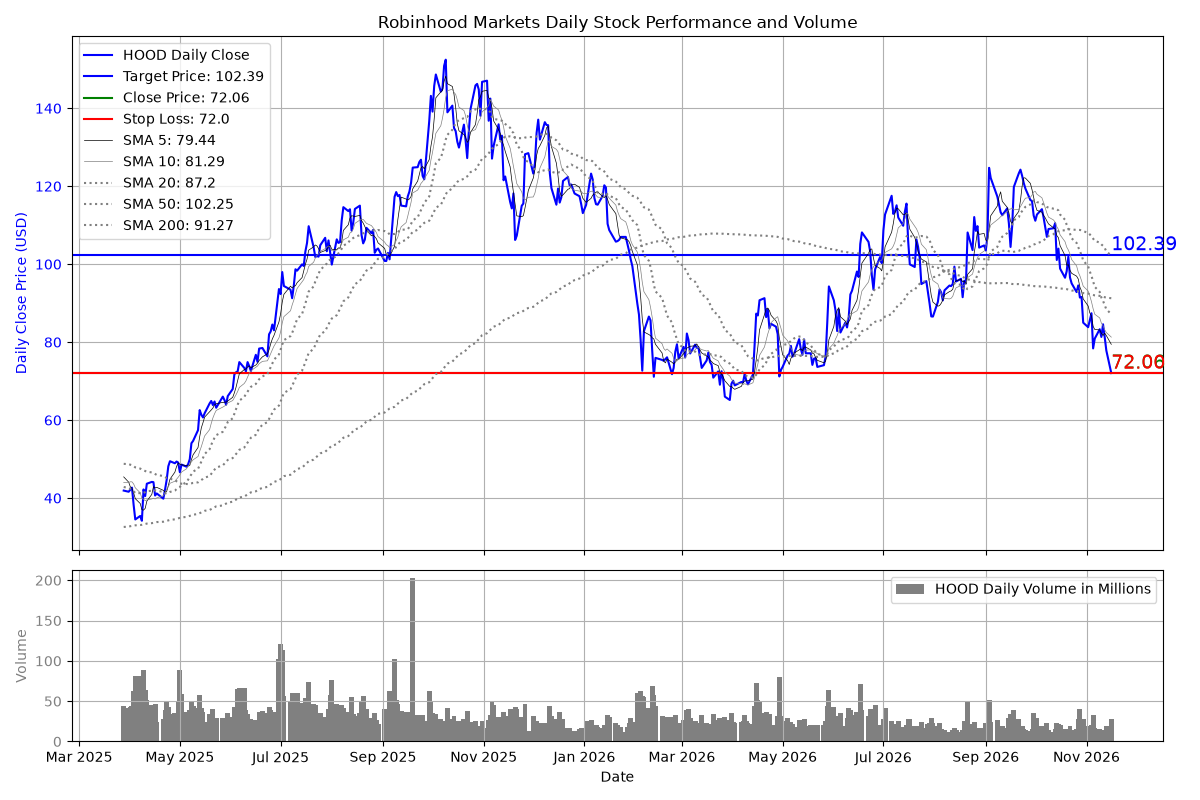 Robinhood Markets Daily Stock Performance and Volume
HOOD Daily Close
Target Price: 102.39
Close Price: 72.06
Stop Loss: 72.0
SMA 5: 79.44
SMA 10: 81.29
SMA 20: 87.2
SMA 50: 102.25
SMA 200: 91.27
Daily Close Price (USD)
140
120
100
80
60
40
102.39
72.06
HOOD Daily Volume in Millions
Volume
200
150
100
50
0
Mar 2025 May 2025 Jul 2025 Sep 2025 Nov 2025 Jan 2026 Mar 2026 May 2026 Jul 2026 Sep 2026 Nov 2026
Date